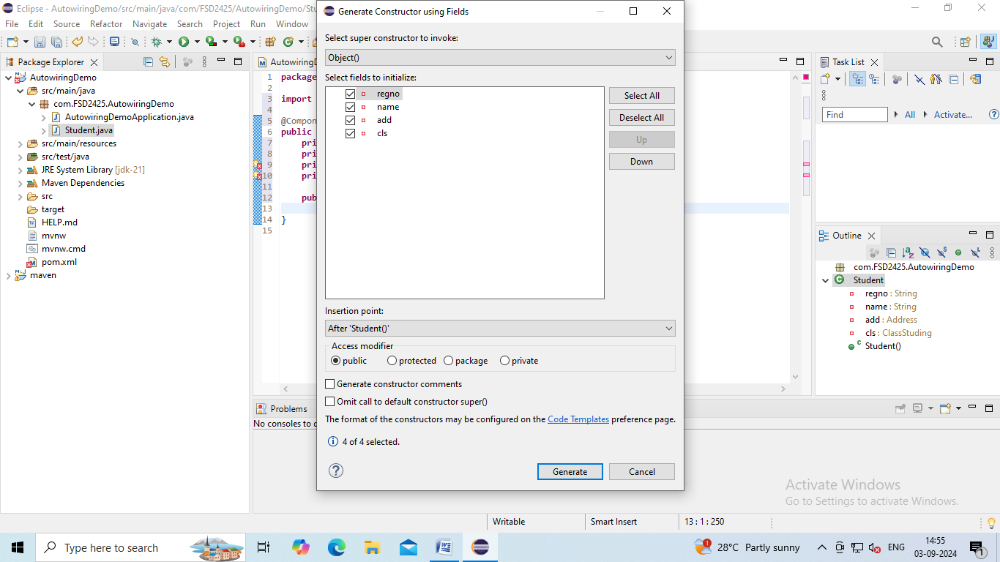 Eclipse - AutowiringDemo/src/main/java/com/FSD2425/AutowiringDemo/Stu
File Edit Source Refactor Navigate Search Project Run Window
Package Explorer
AutowiringDemo
src/main/java
com.FSD2425.AutowiringDemo
AutowiringDemoApplication.java
Student.java
src/main/resources
src/test/java
JRE System Library [jdk-21]
Maven Dependencies
src
target
HELP.md
mvnw
mvnw.cmd
pom.xml
maven
AutowiringD
1 package
2
3 import
4
5 @Compon
6 public
7 pri
8 pri
9 pri
10 pri
11
12 pub
13
14 }
15
Problems
No consoles to d
Generate Constructor using Fields
Select super constructor to invoke:
Object()
Select fields to initialize:
regno
name
add
cls
Select All
Deselect All
Up
Down
Insertion point:
After 'Student()'
Access modifier
public protected package private
Generate constructor comments
Omit call to default constructor super()
The format of the constructors may be configured on the Code Templates preference page.
4 of 4 selected.
Generate Cancel
Task List
Find All Activate...
Outline
com.FSD2425.AutowiringDemo
Student
regno : String
name : String
add : Address
cls : ClassStuding
Student()
Activate Windows
Go to Settings to activate Windows.
Writable Smart Insert 13 : 1 : 250
Type here to search
1
28°C Partly sunny
ENG
14:55
03-09-2024
1